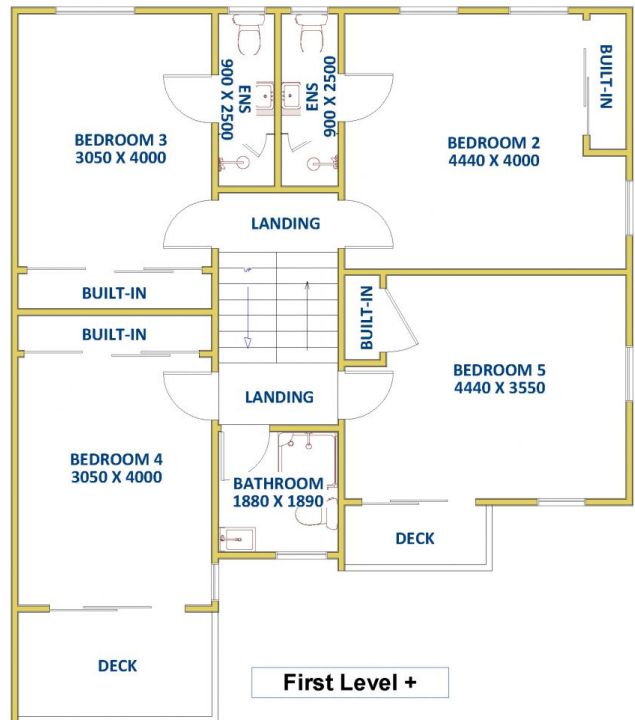 ENS
900 X 2500
ENS
900 X 2500
BUILT-IN
BEDROOM 3
3050 X 4000
BEDROOM 2
4440 X 4000
LANDING
BUILT-IN
BUILT-IN
BUILT-IN
BEDROOM 5
4440 X 3550
LANDING
BEDROOM 4
3050 X 4000
BATHROOM
1880 X 1890
DECK
DECK
First Level +